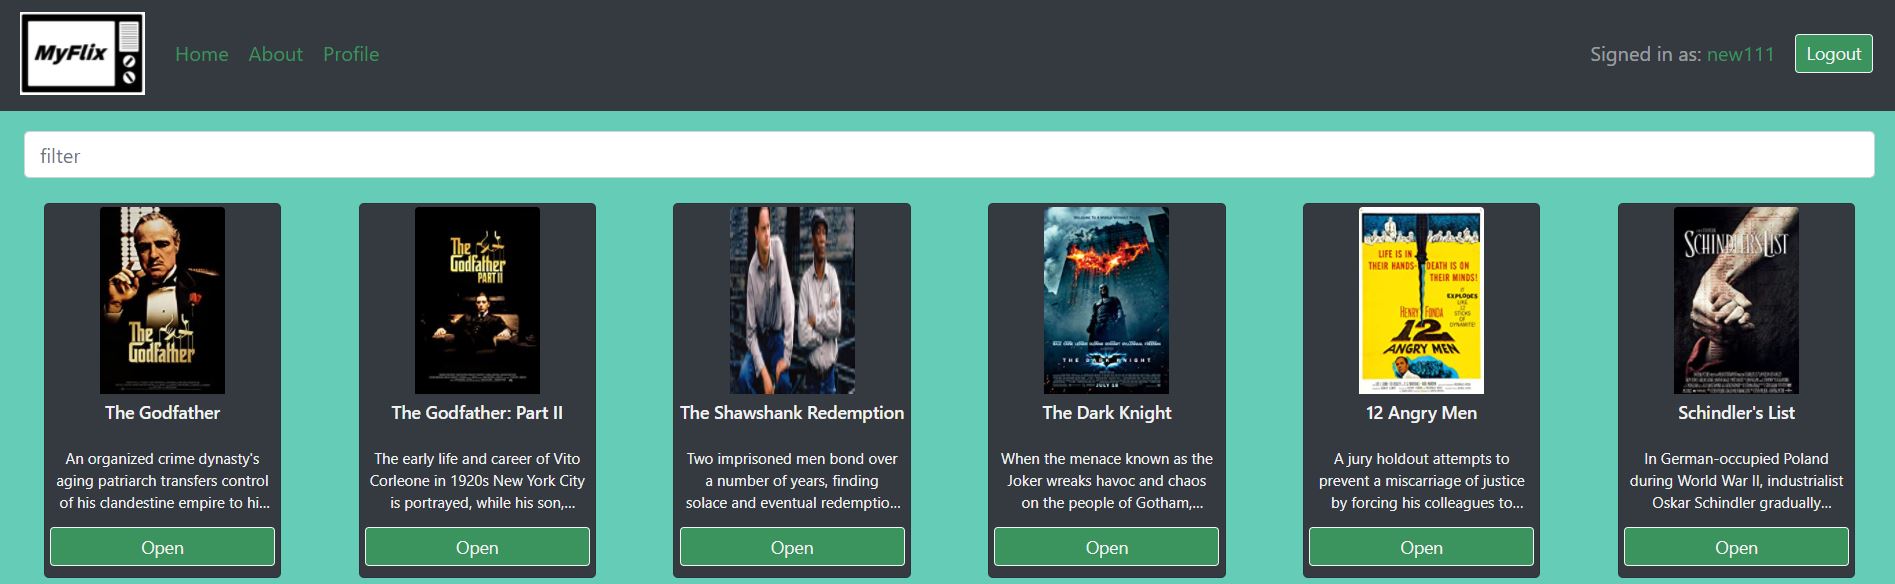 MyFlix
Home About Profile
Signed in as: new111
Logout
filter
The
Godfather
The Godfather
An organized crime dynasty's
aging patriarch transfers control
of his clandestine empire to hi...
Open
The
Godfather
PART II
The Godfather: Part II
The early life and career of Vito
Corleone in 1920s New York City
is portrayed, while his son,...
Open
The Shawshank Redemption
Two imprisoned men bond over
a number of years, finding
solace and eventual redemptio...
Open
WELCOME TO A WORLD WITHOUT RULES
THE DARK KNIGHT
JULY 18
The Dark Knight
When the menace known as the
Joker wreaks havoc and chaos
on the people of Gotham,...
Open
LIFE IS IN
THEIR HANDS- DEATH IS ON
THEIR MINDS!
IT
EXPLODES
LIKE
12
STICKS
OF
DYNAMITE!
HENRY FONDA
12
ANGRY MEN
12 Angry Men
A jury holdout attempts to
prevent a miscarriage of justice
by forcing his colleagues to...
Open
SCHINDLER'S LIST
Schindler's List
In German-occupied Poland
during World War II, industrialist
Oskar Schindler gradually...
Open